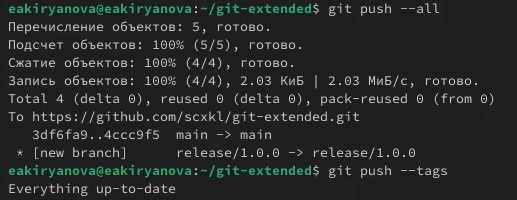 eakiryanova@eakiryanova:~/git-extended$ git push --all
Перечисление объектов: 5, готово.
Подсчет объектов: 100% (5/5), готово.
Сжатие объектов: 100% (4/4), готово.
Запись объектов: 100% (4/4), 2.03 КиБ | 2.03 МиБ/с, готово.
Total 4 (delta 0), reused 0 (delta 0), pack-reused 0 (from 0)
To https://github.com/scxkl/git-extended.git
   3df6fa9..4ccc9f5  main -> main
 * [new branch]      release/1.0.0 -> release/1.0.0
eakiryanova@eakiryanova:~/git-extended$ git push --tags
Everything up-to-date